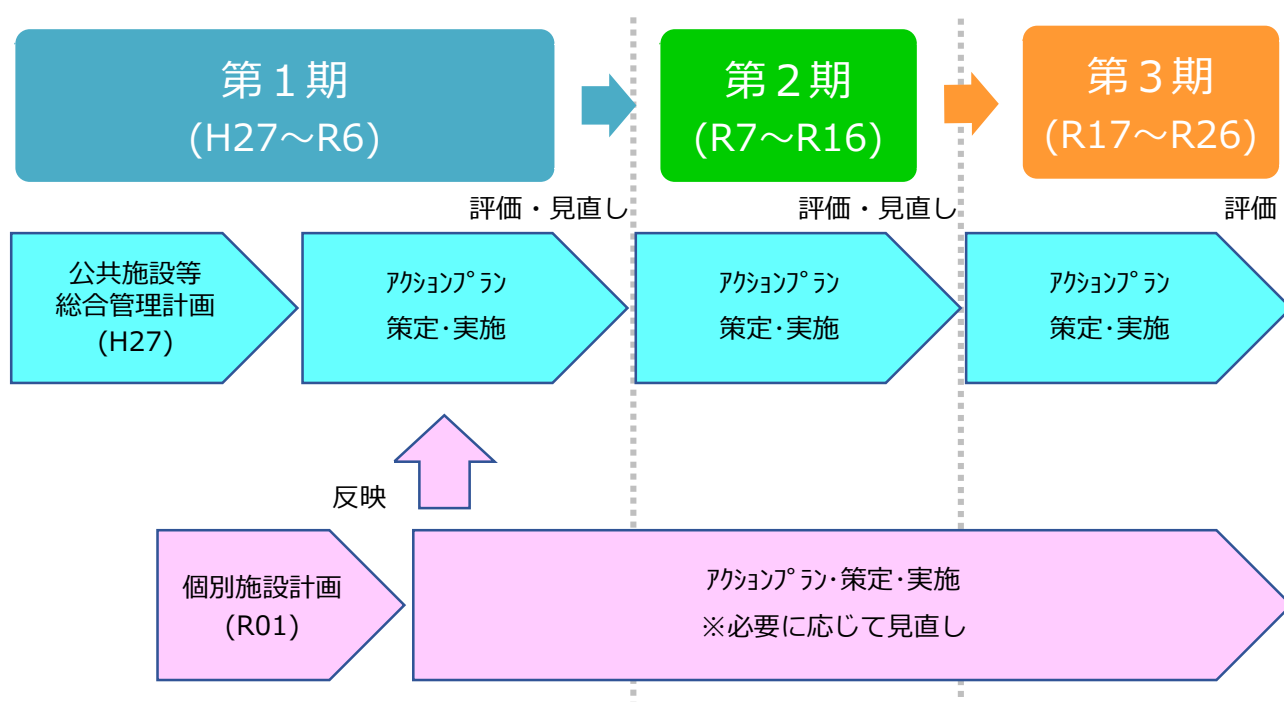 第１期
(H27～R6)
第２期
(R7～R16)
第３期
(R17～R26)
評価・見直し
評価・見直し
評価
公共施設等
総合管理計画
(H27)
ｱｸｼｮﾝﾌﾟﾗﾝ
策定･実施
ｱｸｼｮﾝﾌﾟﾗﾝ
策定･実施
ｱｸｼｮﾝﾌﾟﾗﾝ
策定･実施
反映
個別施設計画
(R01)
ｱｸｼｮﾝﾌﾟﾗﾝ･策定･実施
※必要に応じて見直し